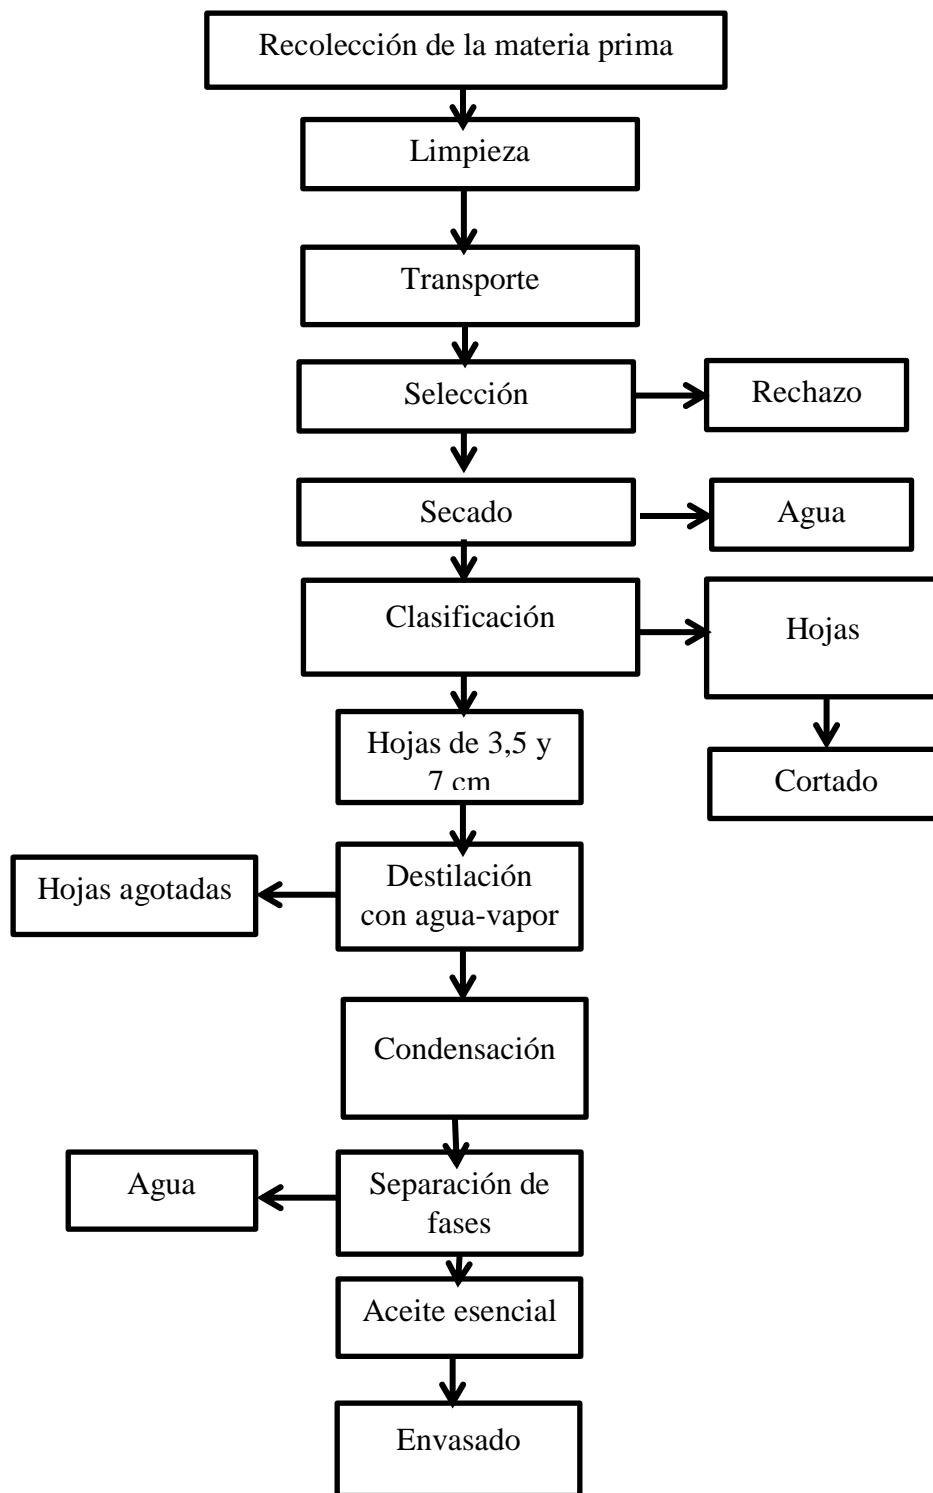 Recolección de la materia prima
Limpieza
Transporte
Selección
Rechazo
Secado
Agua
Clasificación
Hojas
Hojas de 3,5 y
7 cm
Cortado
Destilación
con agua-vapor
Hojas agotadas
Condensación
Separación de
fases
Agua
Aceite esencial
Envasado